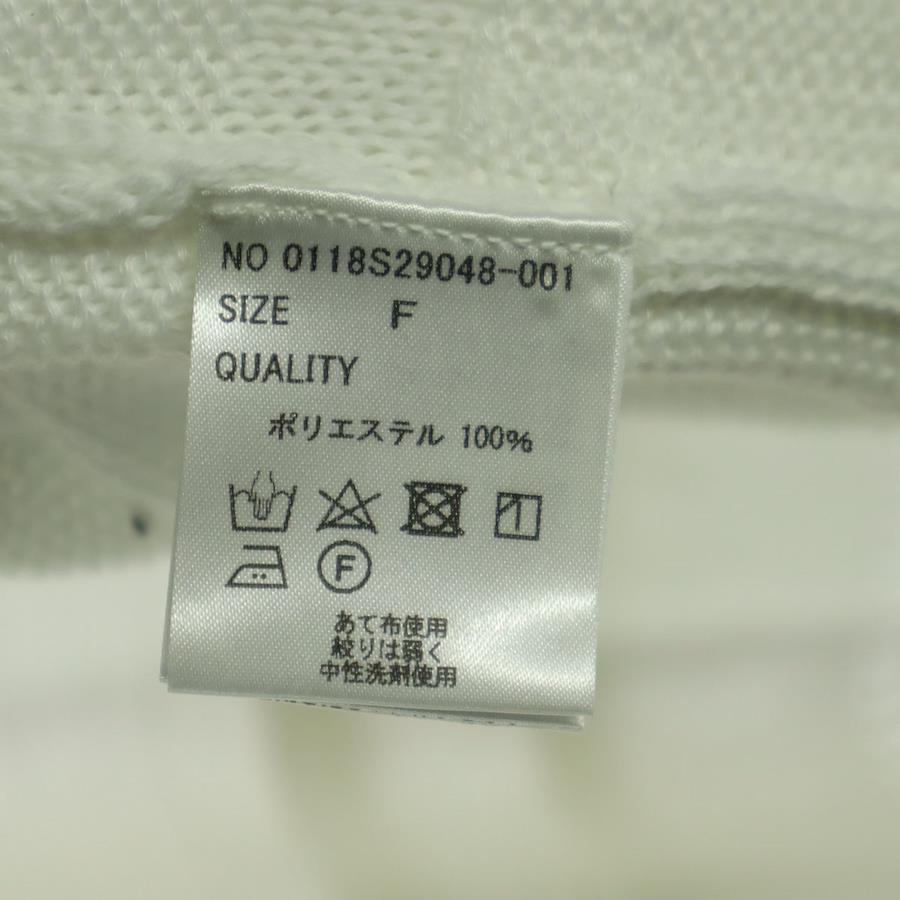 NO 0118S29048-001
SIZE F
QUALITY
ポリエステル 100%
F
あて布使用
絞りは弱く
中性洗剤使用